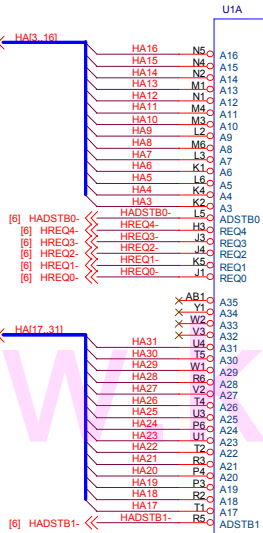 U1A
HA[3..16]
HA16 N5 A16
HA15 N4 A15
HA14 N2 A14
HA13 M1 A13
HA12 N1 A12
HA11 M4 A11
HA10 M3 A10
HA9 L2 A9
HA8 M6 A8
HA7 L3 A7
HA6 K1 A6
HA5 L6 A5
HA4 K4 A4
HA3 K2 A3
[6] HADSTB0- HADSTB0- L5 ADSTB0
[6] HREQ4- HREQ4- H3 REQ4
[6] HREQ3- HREQ3- J3 REQ3
[6] HREQ2- HREQ2- J4 REQ2
[6] HREQ1- HREQ1- K5 REQ1
[6] HREQ0- HREQ0- J1 REQ0
AB1 A35
Y1 A34
W2 A33
V3 A32
HA[17..31]
HA31 U4 A31
HA30 T5 A30
HA29 W1 A29
HA28 R6 A28
HA27 V2 A27
HA26 T4 A26
HA25 U3 A25
HA24 P6 A24
HA23 U1 A23
HA22 T2 A22
HA21 R3 A21
HA20 P4 A20
HA19 P3 A19
HA18 R2 A18
HA17 T1 A17
[6] HADSTB1- HADSTB1- R5 ADSTB1
W.k